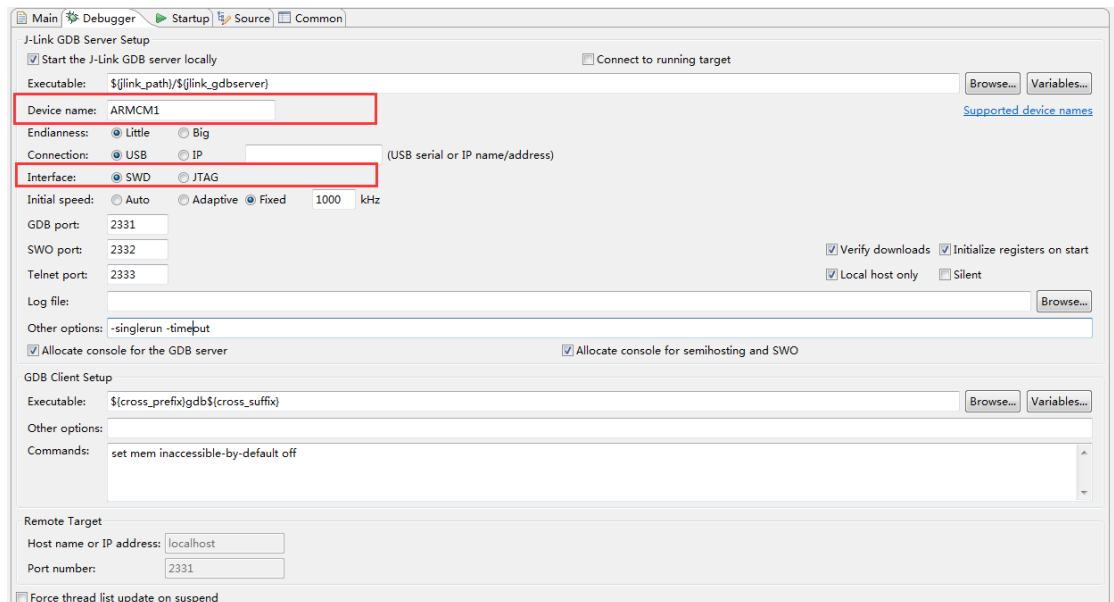 Main Debugger Startup Source Common
J-Link GDB Server Setup
Start the J-Link GDB server locally Connect to running target
Executable: ${jlink_path}/${jlink_gdbserver} Browse... Variables...
Device name: ARMCM1 Supported device names
Endianness: Little Big
Connection: USB IP (USB serial or IP name/address)
Interface: SWD JTAG
Initial speed: Auto Adaptive Fixed 1000 kHz
GDB port: 2331
SWO port: 2332 Verify downloads Initialize registers on start
Telnet port: 2333 Local host only Silent
Log file: Browse...
Other options: -singlerun -timeout
Allocate console for the GDB server Allocate console for semihosting and SWO
GDB Client Setup
Executable: ${cross_prefix}gdb${cross_suffix} Browse... Variables...
Other options:
Commands: set mem inaccessible-by-default off
Remote Target
Host name or IP address: localhost
Port number: 2331
Force thread list update on suspend